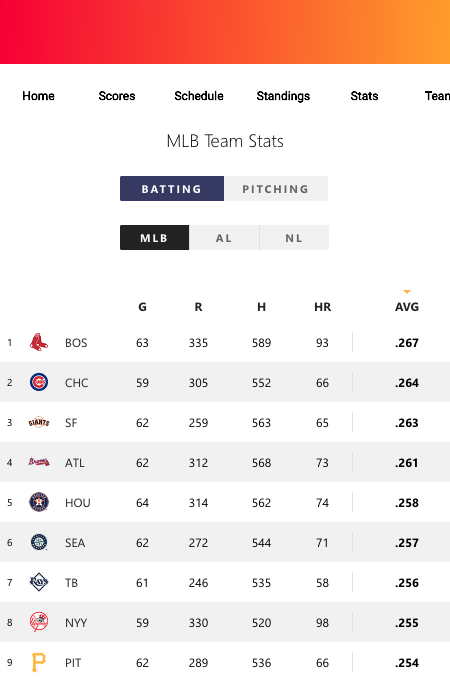 Home Scores Schedule Standings Stats Team
MLB Team Stats
BATTING PITCHING
MLB AL NL
G R H HR AVG
1 BOS 63 335 589 93 .267
2 CHC 59 305 552 66 .264
3 GIANTS SF 62 259 563 65 .263
4 Braves ATL 62 312 568 73 .261
5 HOU 64 314 562 74 .258
6 SEA 62 272 544 71 .257
7 RAYS TB 61 246 535 58 .256
8 NYY 59 330 520 98 .255
9 P PIT 62 289 536 66 .254